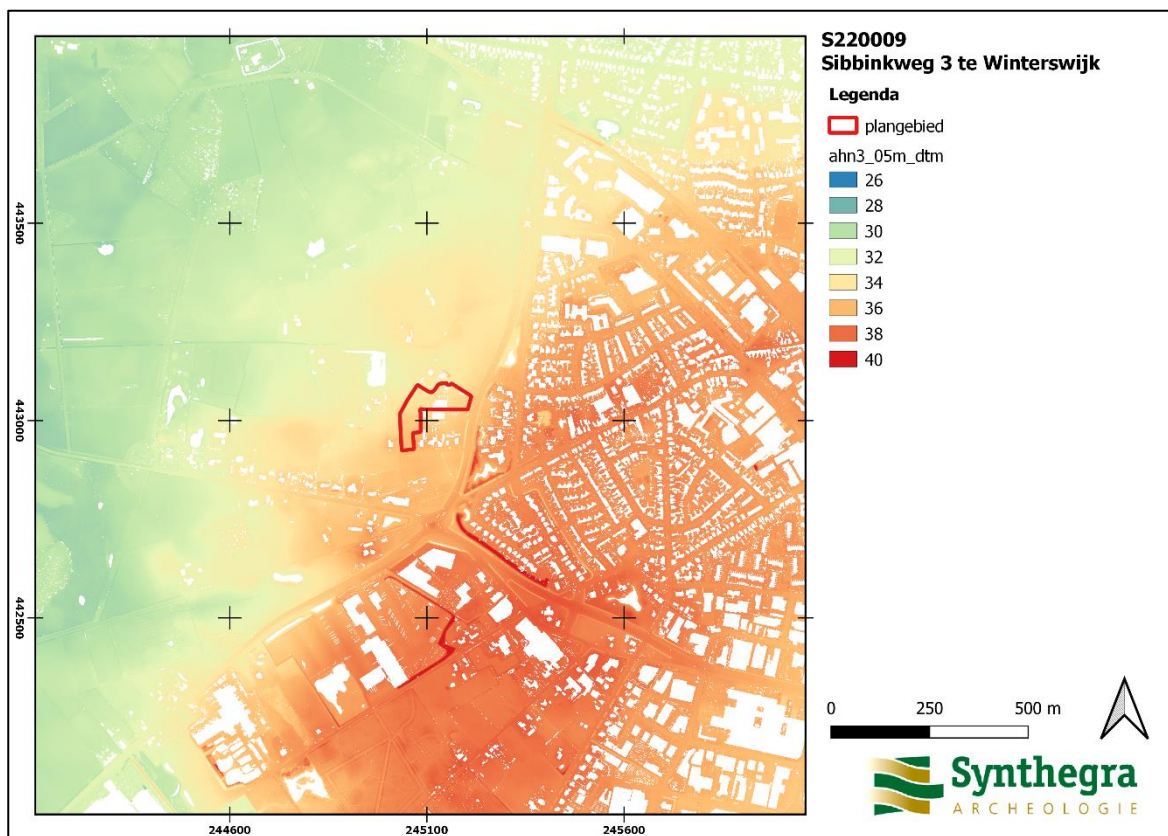 S220009
Sibbinkweg 3 te Winterswijk
Legenda
plangebied
ahn3_05m_dtm
26
28
30
32
34
36
38
40
443500
443000
442500
244600
245100
245600
0 250 500 m
Synthegra
ARCHEOLOGIE